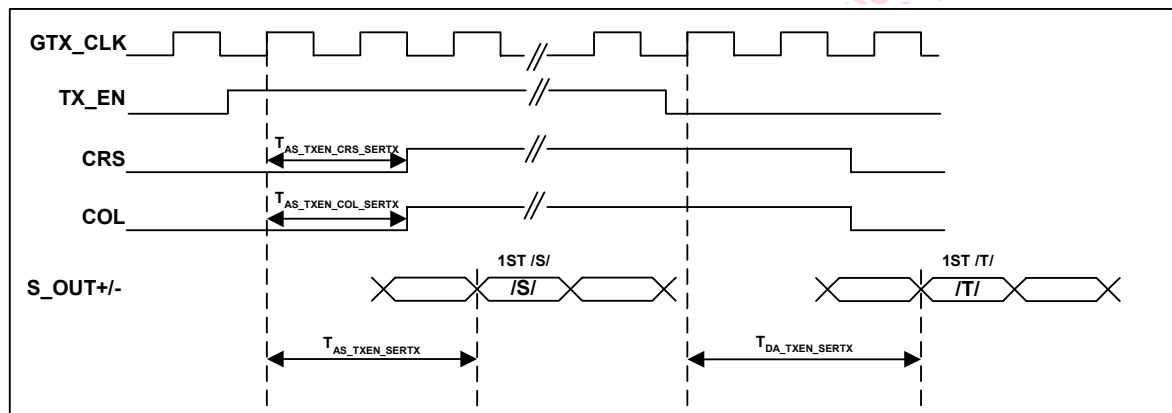 GTX_CLK
TX_EN
CRS
T_AS_TXEN_CRS_SERTX
COL
T_AS_TXEN_COL_SERTX
S_OUT+/-
1ST /S/
/S/
1ST /T/
/T/
T_AS_TXEN_SERTX
T_DA_TXEN_SERTX